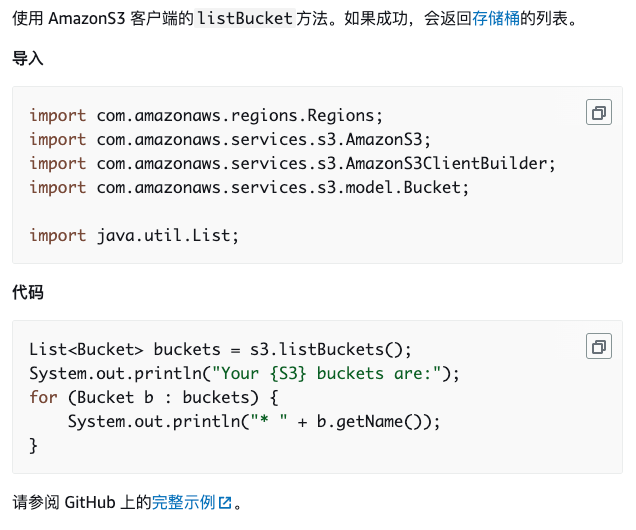 使用 AmazonS3 客户端的 listBucket 方法。如果成功，会返回存储桶的列表。
导入
import com.amazonaws.regions.Regions;
import com.amazonaws.services.s3.AmazonS3;
import com.amazonaws.services.s3.AmazonS3ClientBuilder;
import com.amazonaws.services.s3.model.Bucket;

import java.util.List;
代码
List<Bucket> buckets = s3.listBuckets();
System.out.println("Your {S3} buckets are:");
for (Bucket b : buckets) {
    System.out.println("* " + b.getName());
}
请参阅 GitHub 上的完整示例。